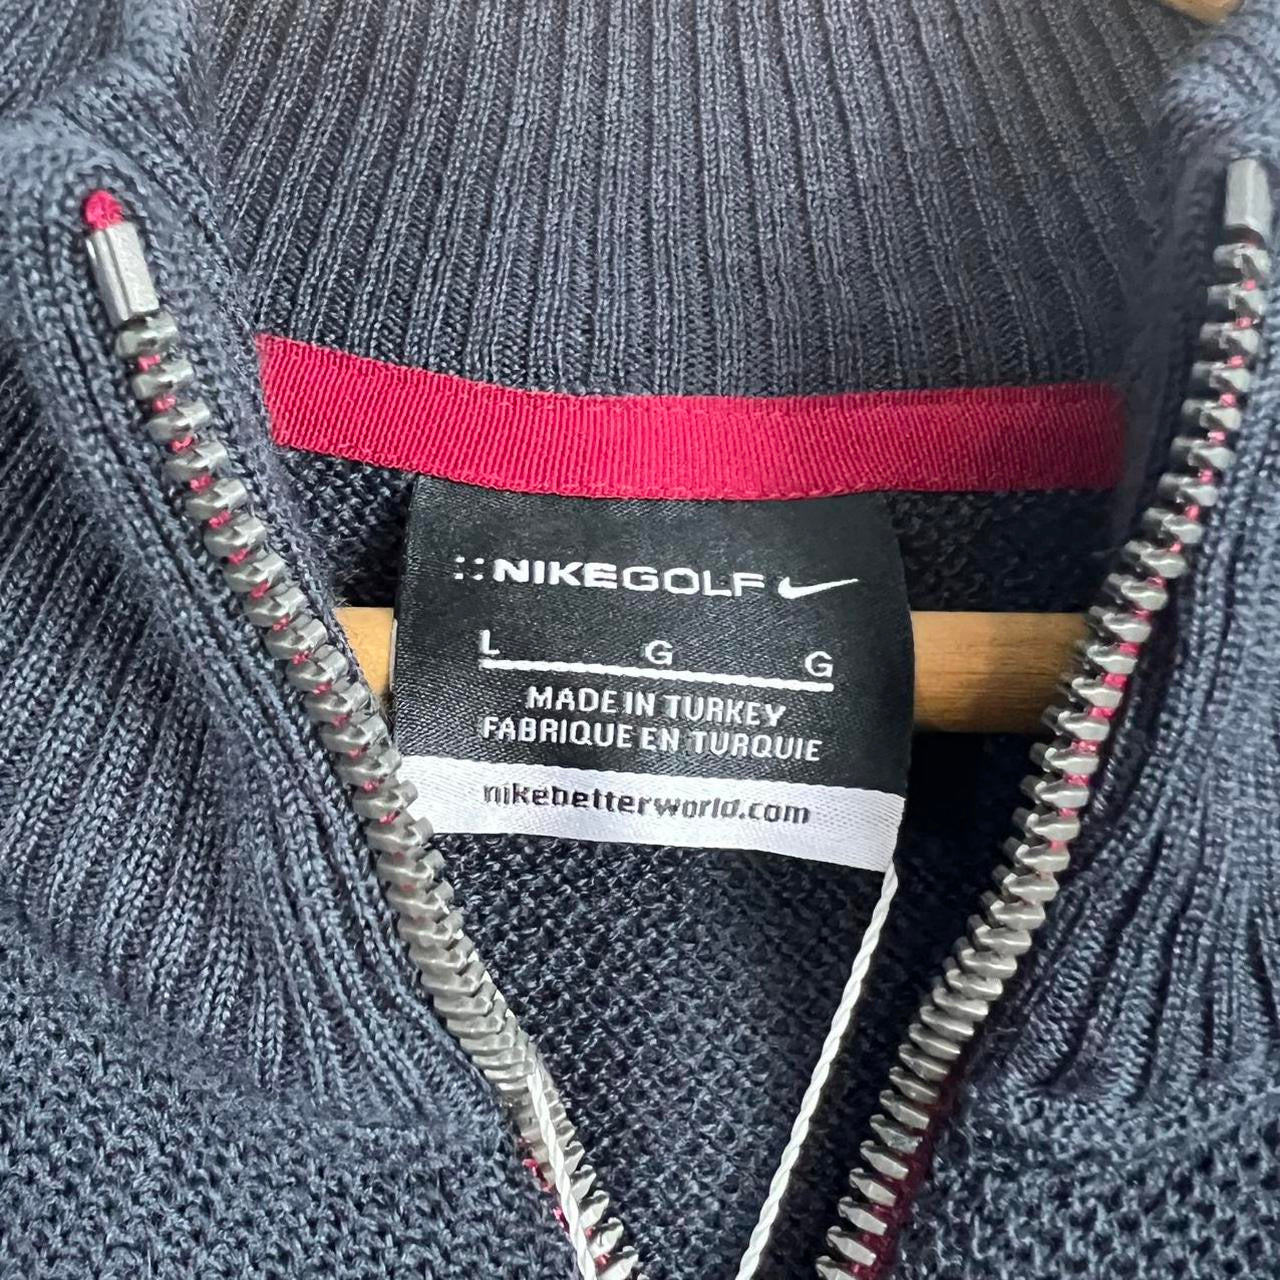 ::NIKEGOLF
L G G
MADE IN TURKEY
FABRIQUE EN TURQUIE
nikebetterworld.com